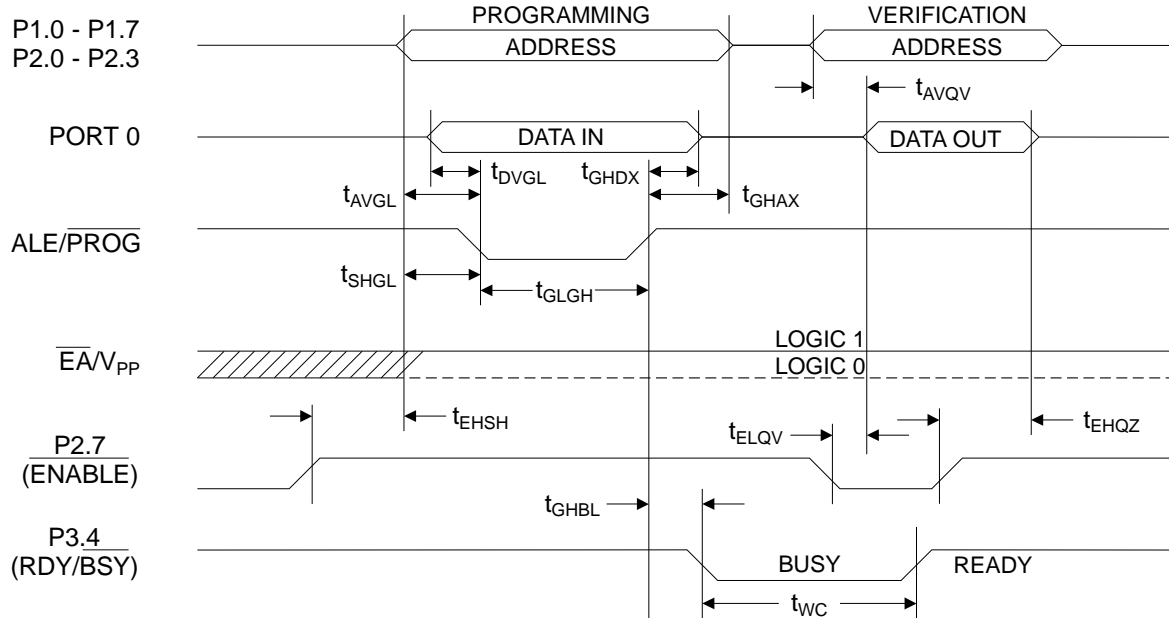 PROGRAMMING
VERIFICATION
P1.0 - P1.7
P2.0 - P2.3
ADDRESS
ADDRESS
tAVQV
PORT 0
DATA IN
DATA OUT
tDVGL
tGHDX
tAVGL
tGHAX
ALE/PROG
tSHGL
tGLGH
LOGIC 1
EA/VPP
LOGIC 0
tEHSH
tELQV
tEHQZ
P2.7
(ENABLE)
tGHBL
P3.4
(RDY/BSY)
BUSY
READY
tWC